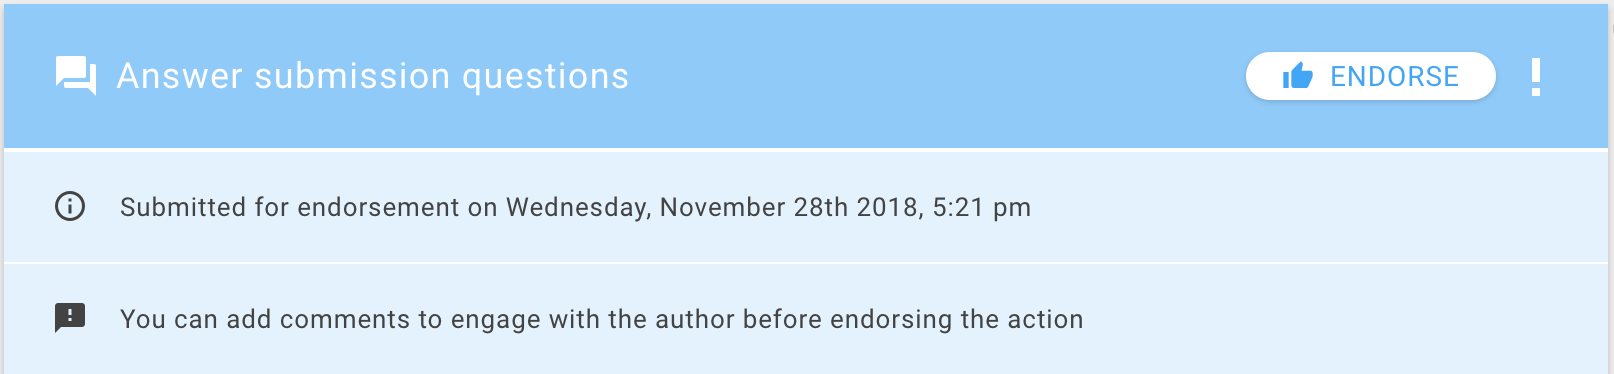 Answer submission questions
ENDORSE
Submitted for endorsement on Wednesday, November 28th 2018, 5:21 pm
You can add comments to engage with the author before endorsing the action